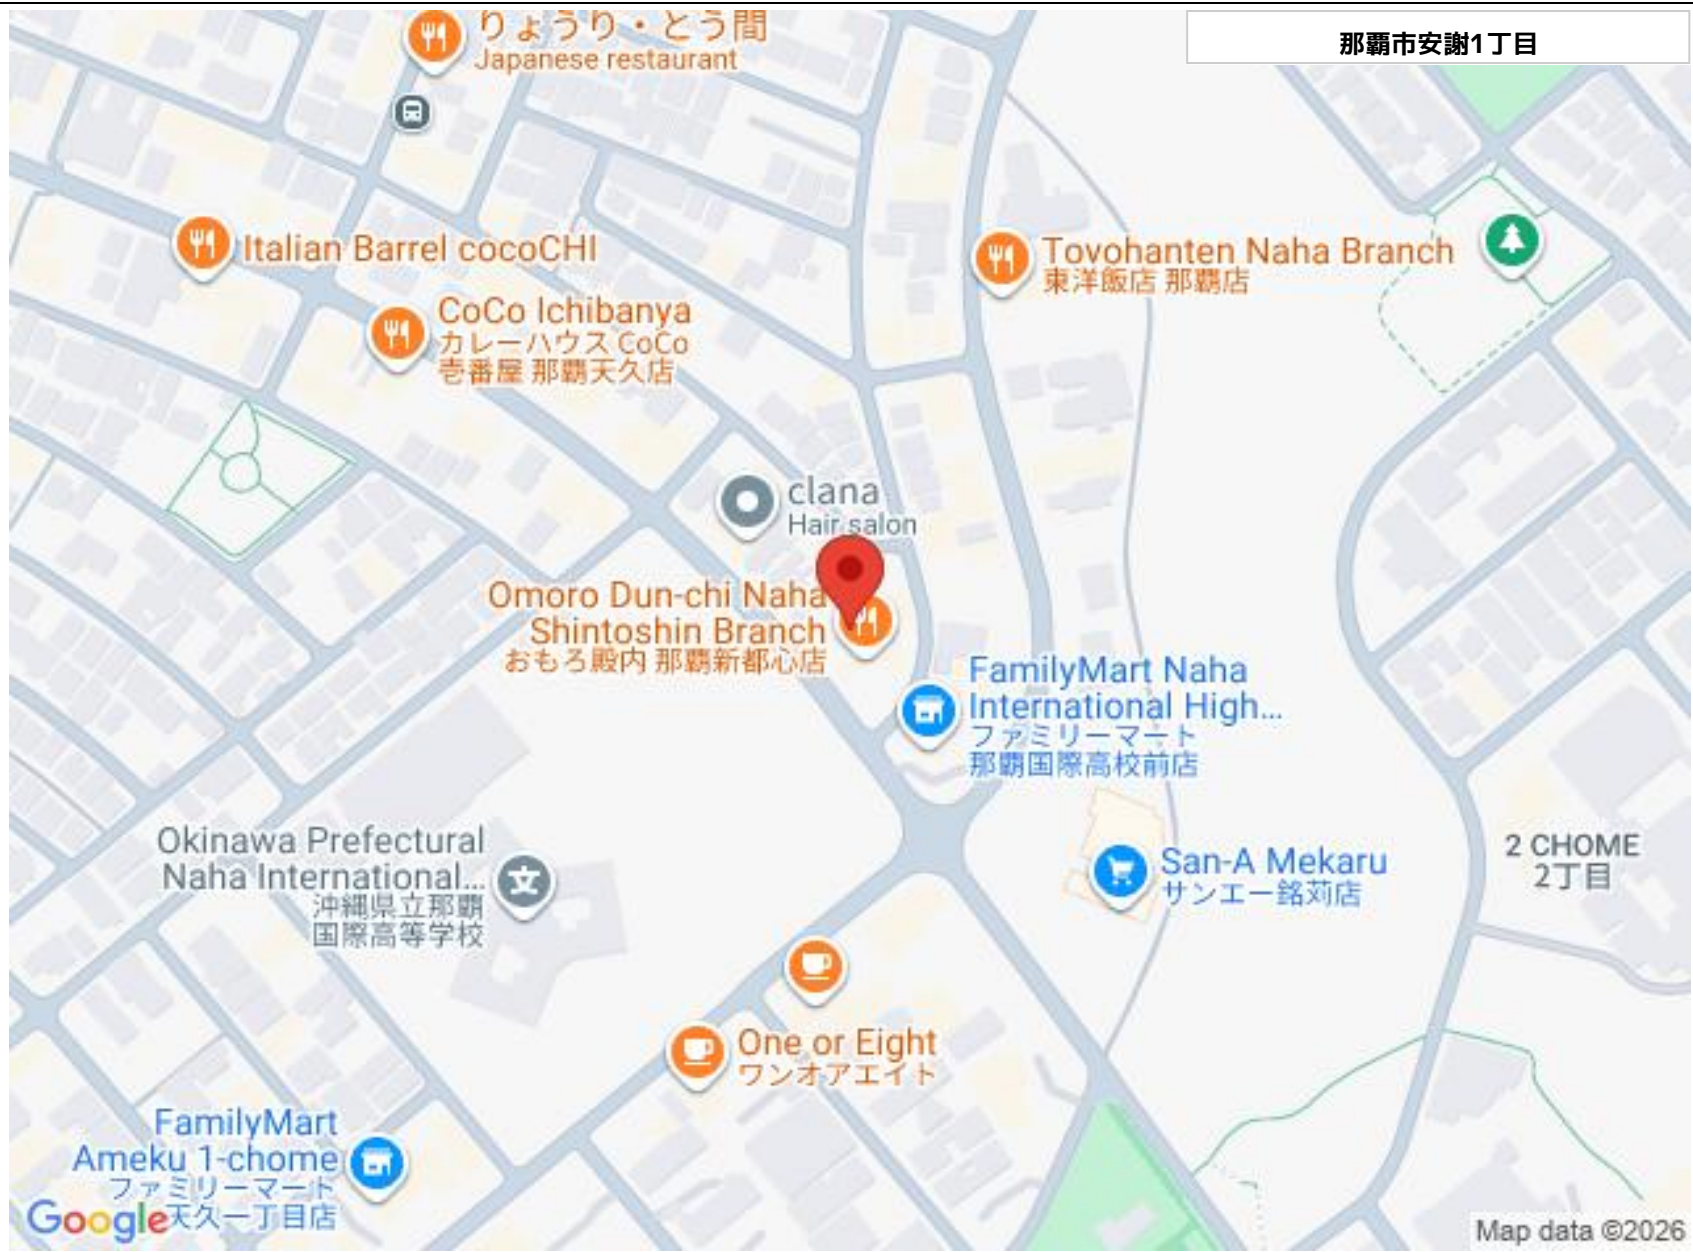 那覇市安謝1丁目
りょうり・とう間
Japanese restaurant
Italian Barrel cocoCHI
Tovohanten Naha Branch
東洋飯店 那覇店
CoCo Ichibanya
カレーハウス CoCo
壱番屋 那覇天久店
clana
Hair salon
Omoro Dun-chi Naha
Shintoshin Branch
おもろ殿内 那覇新都心店
FamilyMart Naha
International High...
ファミリーマート
那覇国際高校前店
Okinawa Prefectural
Naha International...
沖縄県立那覇
国際高等学校
San-A Mekaru
サンエー銘苅店
2 CHOME
2丁目
One or Eight
ワンオアエイト
FamilyMart
Ameku 1-chome
ファミリーマート
天久一丁目店
Google
Map data ©2026